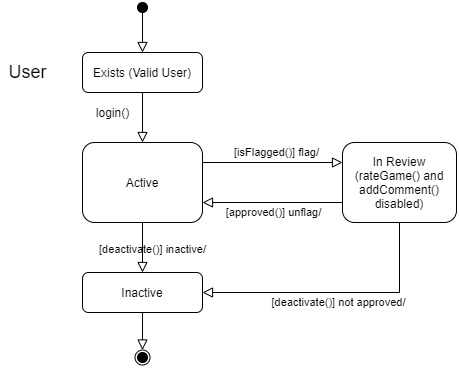 User
Exists (Valid User)
login()
[isFlagged()] flag/
Active
In Review
(rateGame() and
addComment()
disabled)
[approved()] unflag/
[deactivate()] inactive/
Inactive
[deactivate()] not approved/